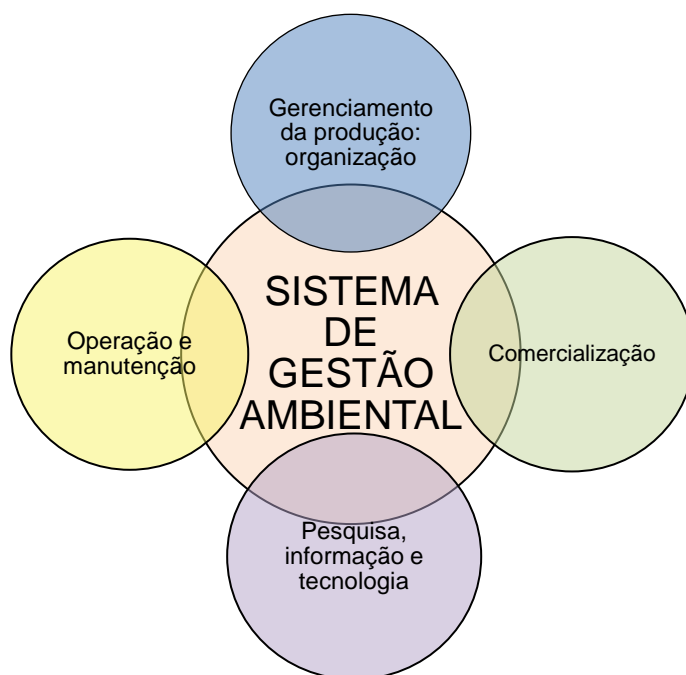 Gerenciamento
da produção:
organização
SISTEMA
DE
GESTÃO
AMBIENTAL
Operação e
manutenção
Comercialização
Pesquisa,
informação e
tecnologia